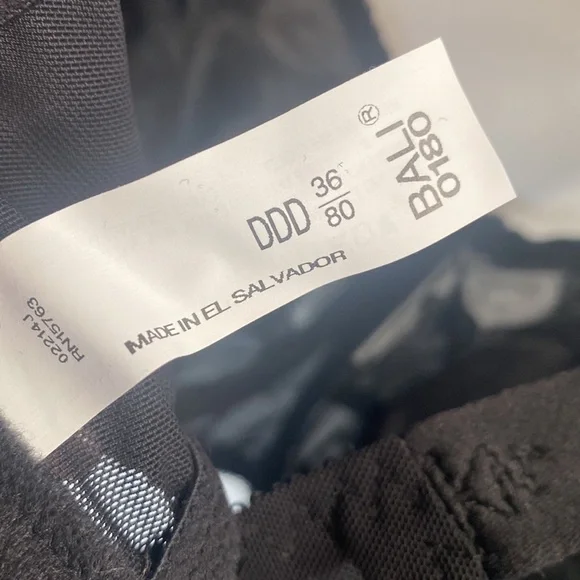 BALI®
0180
DDD 36
80
MADE IN EL SALVADOR
02214J
RN15763